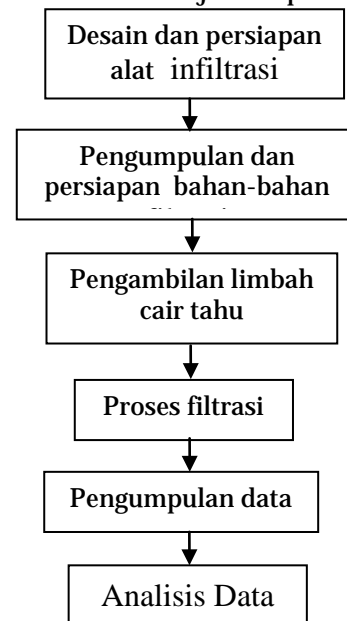 Desain dan persiapan
alat infiltrasi
Pengumpulan dan
persiapan bahan-bahan
Pengambilan limbah
cair tahu
Proses filtrasi
Pengumpulan data
Analisis Data